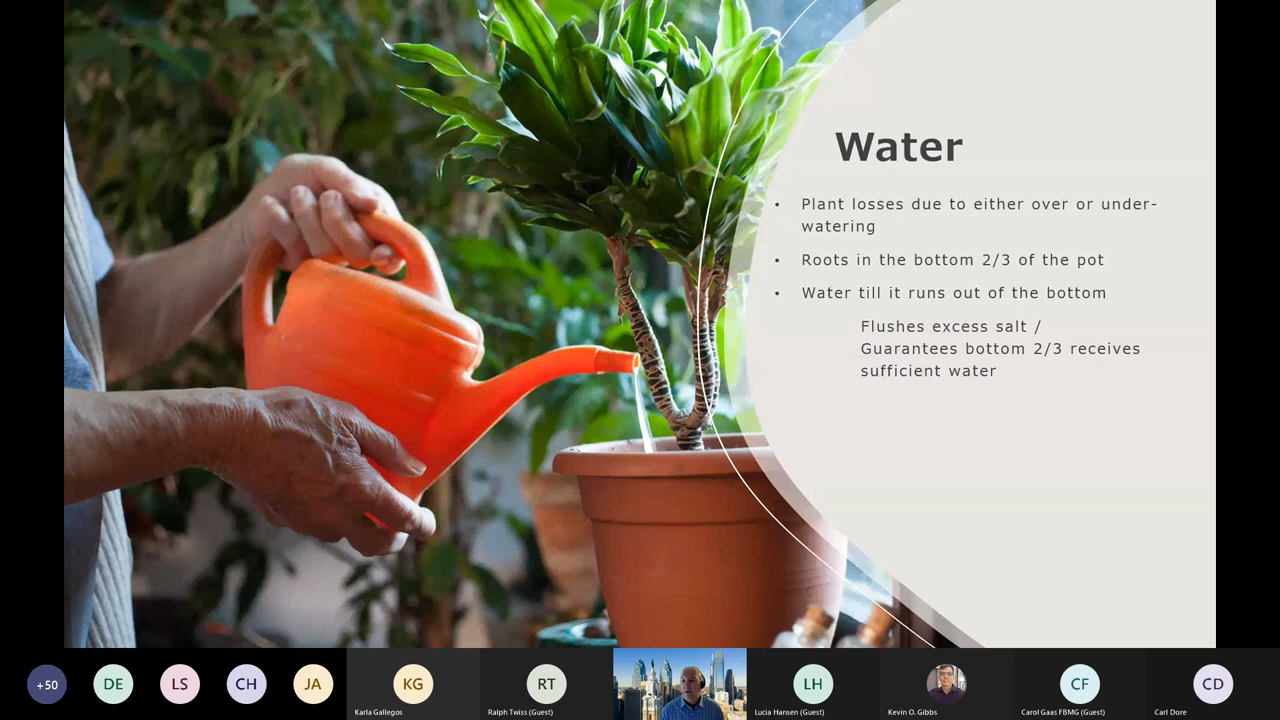 Water
• Plant losses due to either over or under-
watering
• Roots in the bottom 2/3 of the pot
• Water till it runs out of the bottom
Flushes excess salt /
Guarantees bottom 2/3 receives
sufficient water
+50
DE
LS
CH
JA
KG
Karla Gallegos
RT
Ralph Twiss (Guest)
LH
Lucia Hansen (Guest)
Kevin O. Gibbs
CF
Carol Gaas FBMG (Guest)
CD
Carl Dore